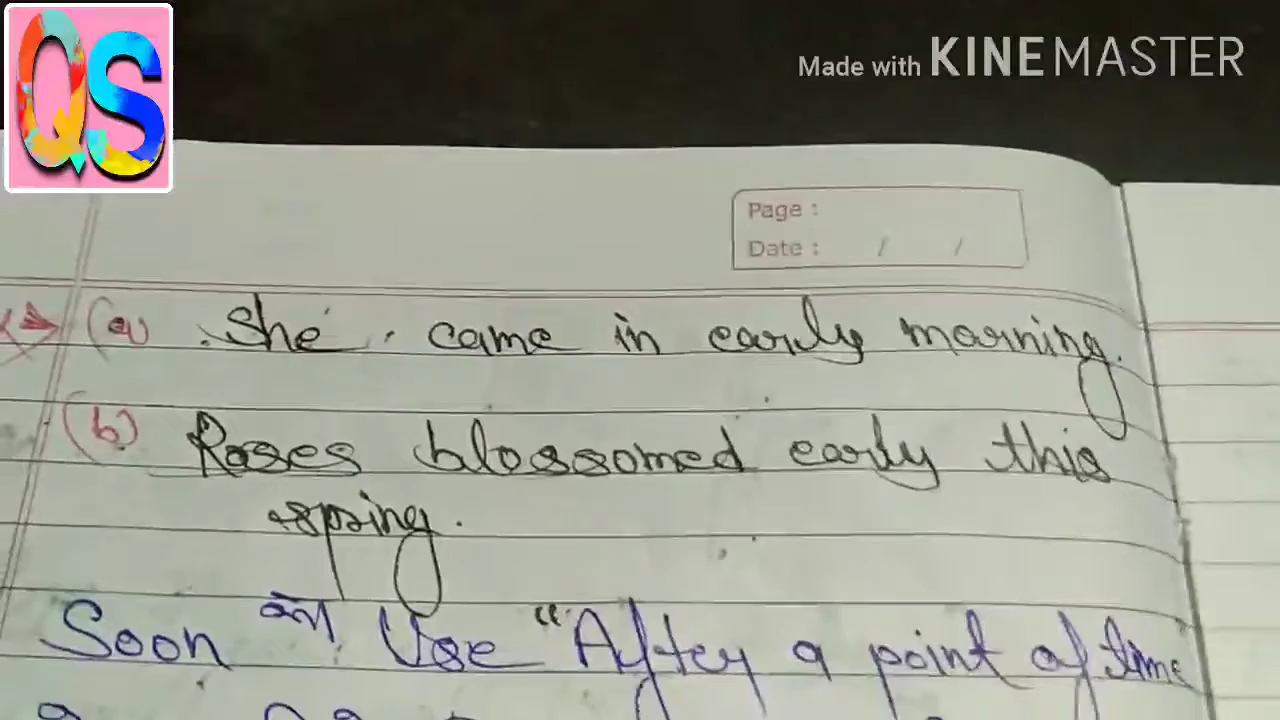 QS
Made with KINEMASTER
Page :
Date : / /
(a) She came in early morning.
(b) Roses blossomed early this
spring.
Soon का Use "After a point of time